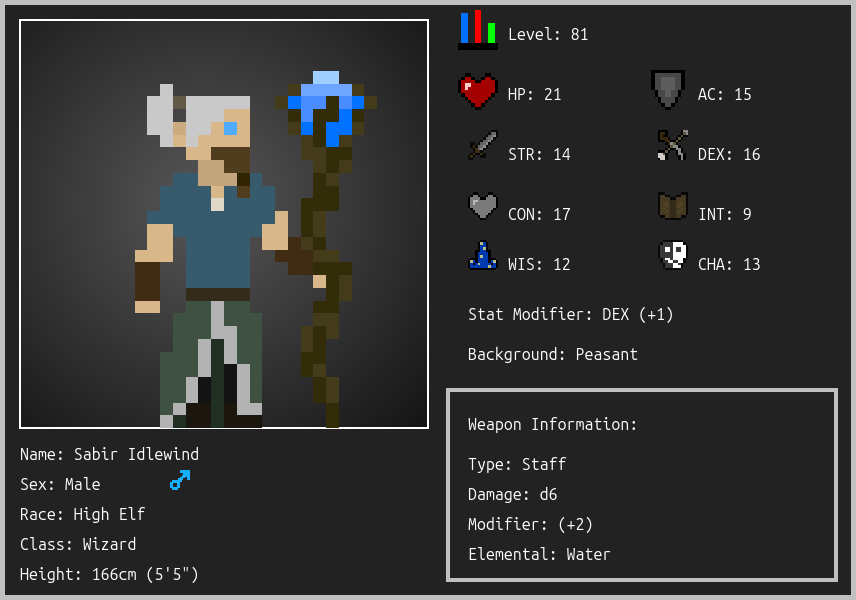 Level: 81
HP: 21
AC: 15
STR: 14
DEX: 16
CON: 17
INT: 9
WIS: 12
CHA: 13
Stat Modifier: DEX (+1)
Background: Peasant
Weapon Information:
Type: Staff
Damage: d6
Modifier: (+2)
Elemental: Water
Name: Sabir Idlewind
Sex: Male
Race: High Elf
Class: Wizard
Height: 166cm (5'5")